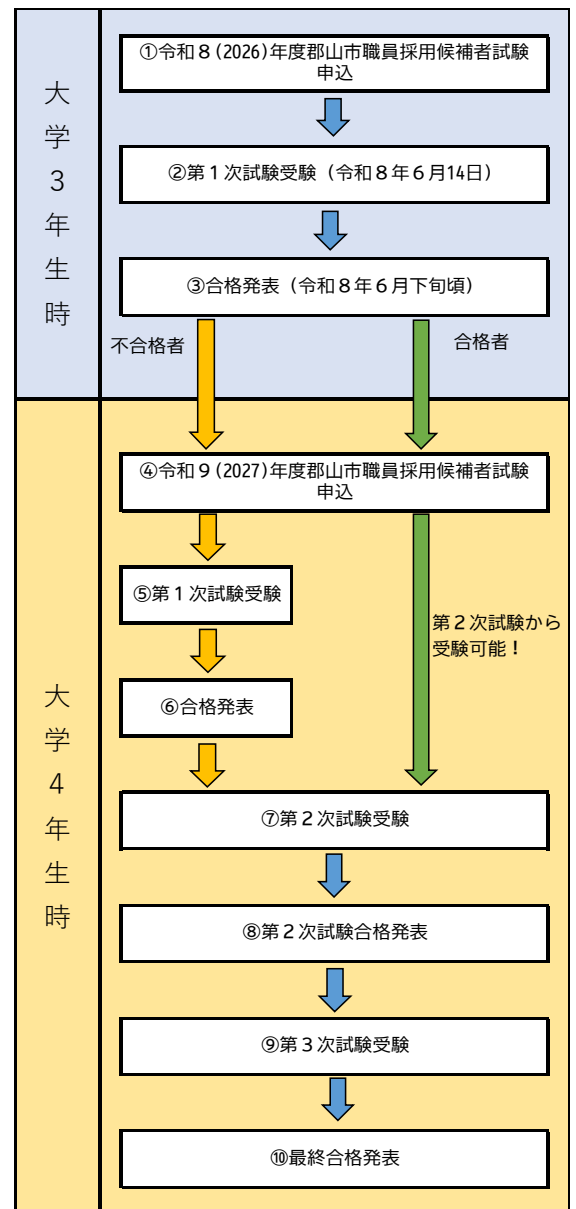 大学3年生時
①令和８(2026)年度郡山市職員採用候補者試験
申込
②第１次試験受験（令和８年６月14日）
③合格発表（令和８年６月下旬頃）
不合格者
合格者
大学4年生時
④令和９(2027)年度郡山市職員採用候補者試験
申込
⑤第１次試験受験
第２次試験から
受験可能！
⑥合格発表
⑦第２次試験受験
⑧第２次試験合格発表
⑨第３次試験受験
⑩最終合格発表